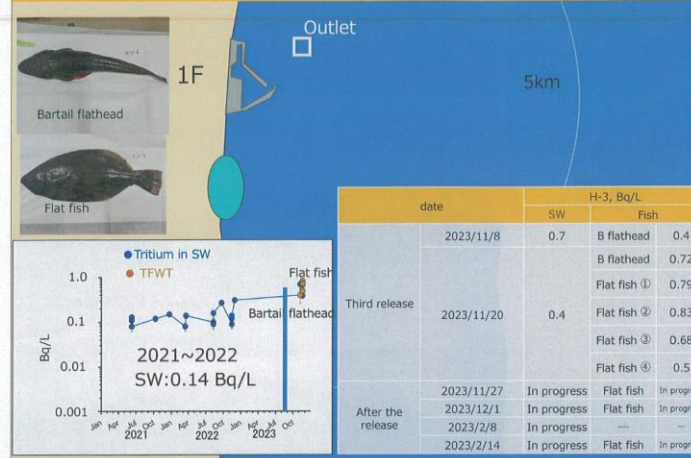 Outlet
1F
5km
Bartail flathead
Flat fish
date
H-3, Bq/L
SW
Fish
Third release
2023/11/8 0.7 B flathead 0.4
2023/11/20 0.4 B flathead 0.72
Flat fish ① 0.79
Flat fish ② 0.83
Flat fish ③ 0.68
Flat fish ④ 0.5
After the release
2023/11/27 In progress Flat fish In progr
2023/12/1 In progress Flat fish In progr
2023/2/8 In progress — —
2023/2/14 In progress Flat fish In progr
Tritium in SW
TFWT
Flat fish
Bartail flathead
Bq/L
1.0
0.1
0.01
0.001
2021~2022
SW:0.14 Bq/L
Jan Apr Jul Oct Jan Apr Jul Oct Jan Apr Jul Oct
2021 2022 2023